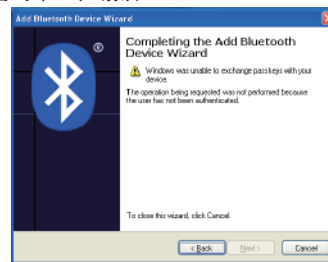 Add Bluetooth Device Wizard
Completing the Add Bluetooth
Device Wizard
Windows was unable to exchange passkeys with your
device.
The operation being requested was not performed because
the user has not been authenticated.
To close this wizard, click Cancel.
< Back
Next >
Cancel